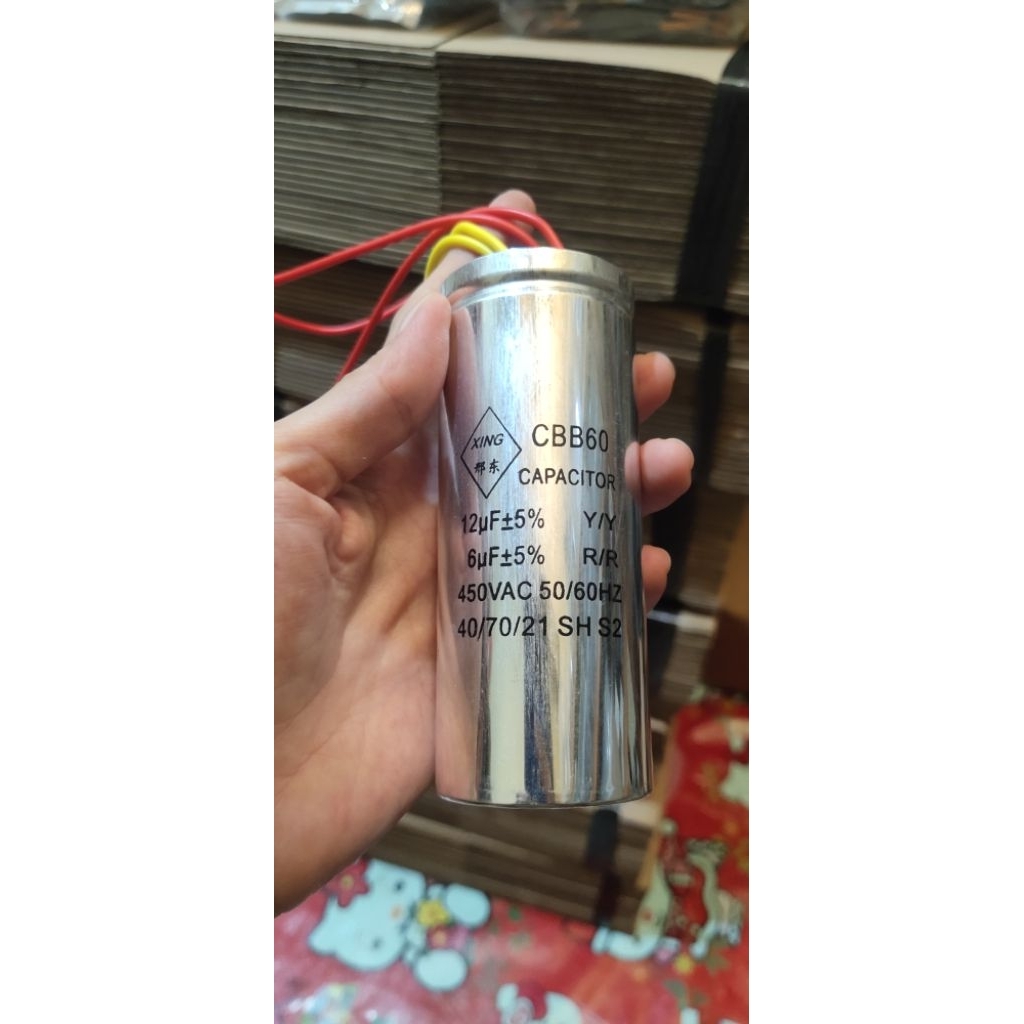 XING
邦东
CBB60
CAPACITOR
12µF±5% Y/Y
6µF±5% R/R
450VAC 50/60HZ
40/70/21 SH S2